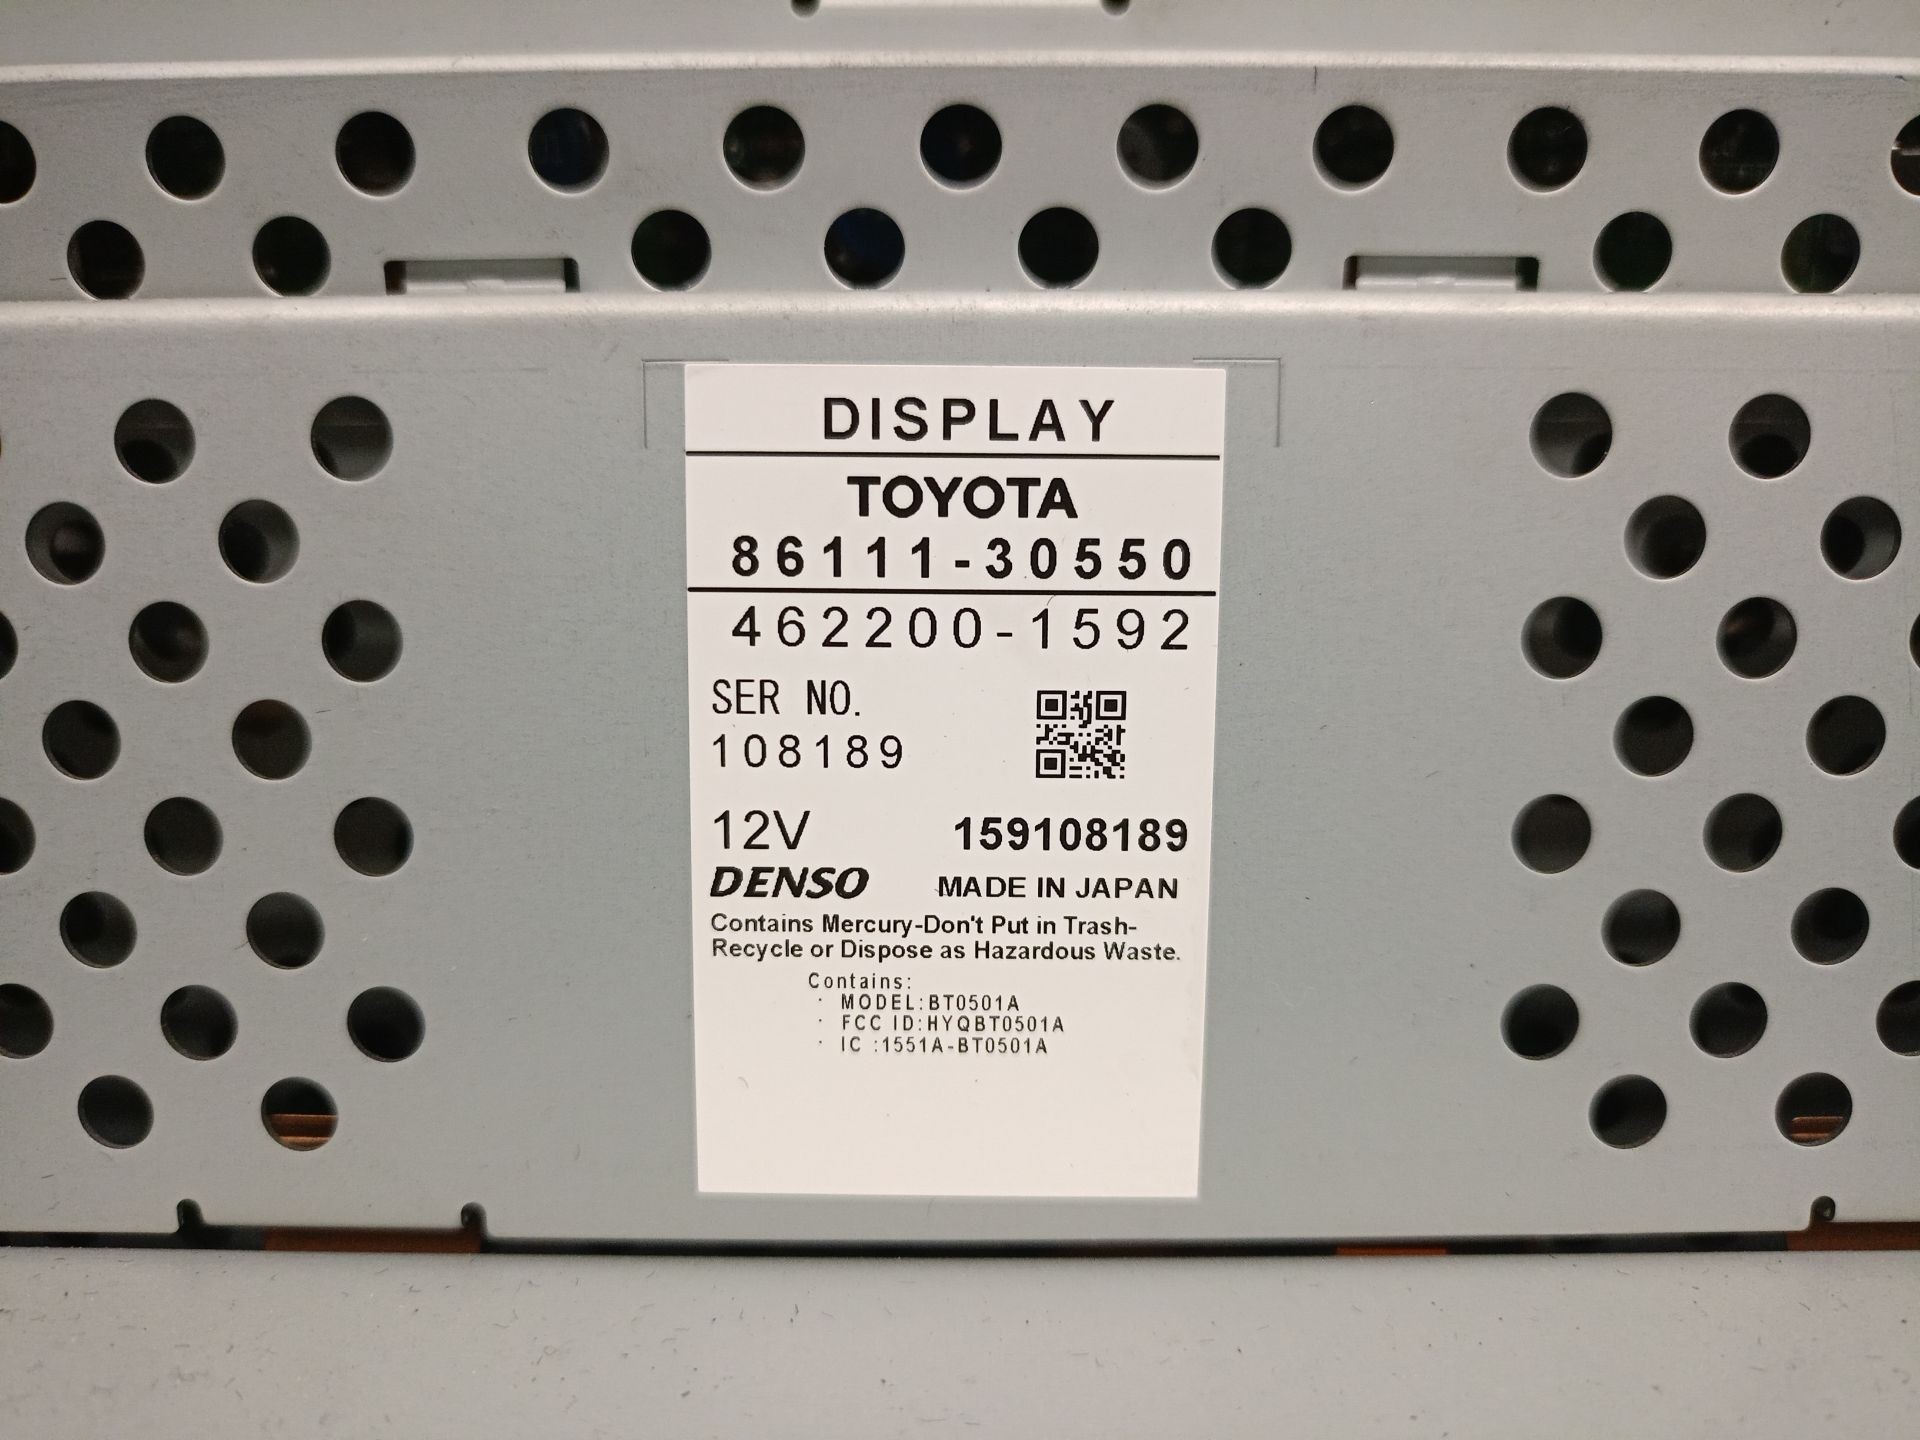 DISPLAY
TOYOTA
86111-30550
462200-1592
SER NO.
108189
12V 159108189
DENSO MADE IN JAPAN
Contains Mercury-Don't Put in Trash-
Recycle or Dispose as Hazardous Waste.
Contains:
· MODEL:BT0501A
· FCC ID:HYQBT0501A
· IC :1551A-BT0501A